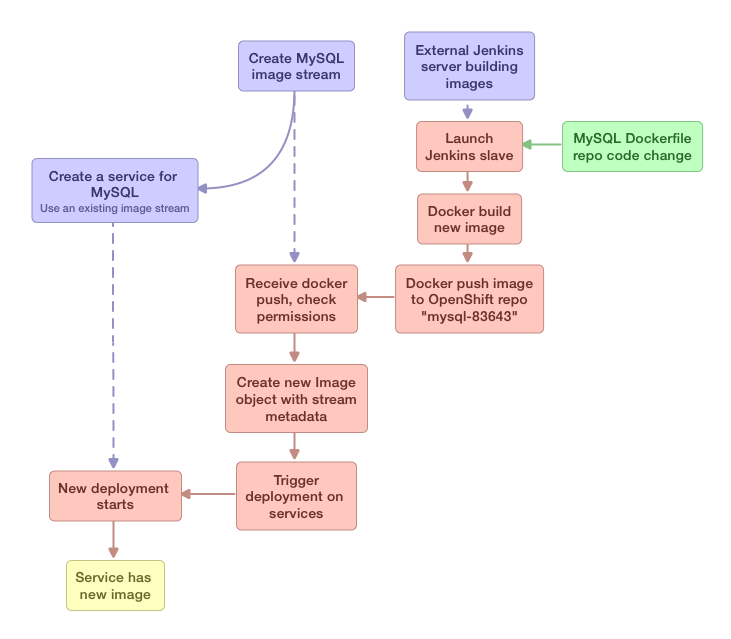 Create MySQL
image stream
External Jenkins
server building
images
Launch
Jenkins slave
MySQL Dockerfile
repo code change
Create a service for
MySQL
Use an existing image stream
Docker build
new image
Receive docker
push, check
permissions
Docker push image
to OpenShift repo
"mysql-83643"
Create new Image
object with stream
metadata
New deployment
starts
Trigger
deployment on
services
Service has
new image